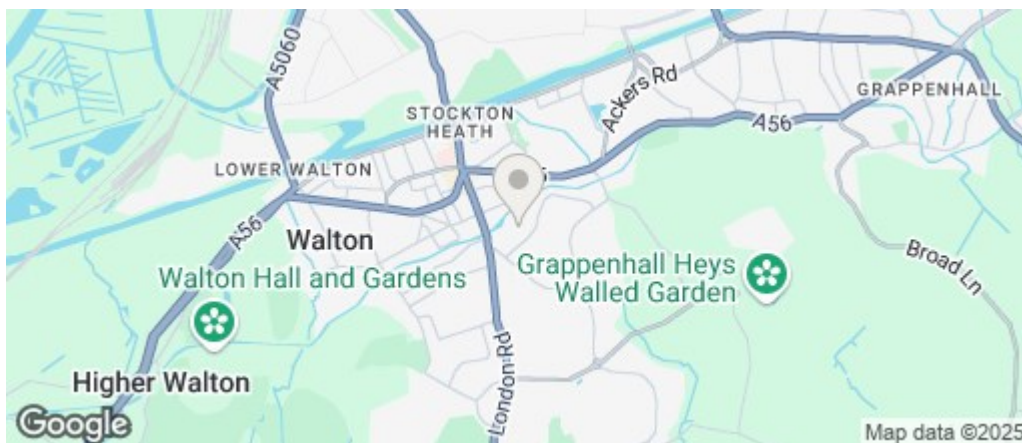 A5060
STOCKTON
HEATH
Ackers Rd
GRAPPENHALL
A56
LOWER WALTON
A56
Walton
Walton Hall and Gardens
Grappenhall Heys
Walled Garden
Broad Ln
London Rd
Higher Walton
Google
Map data ©2025